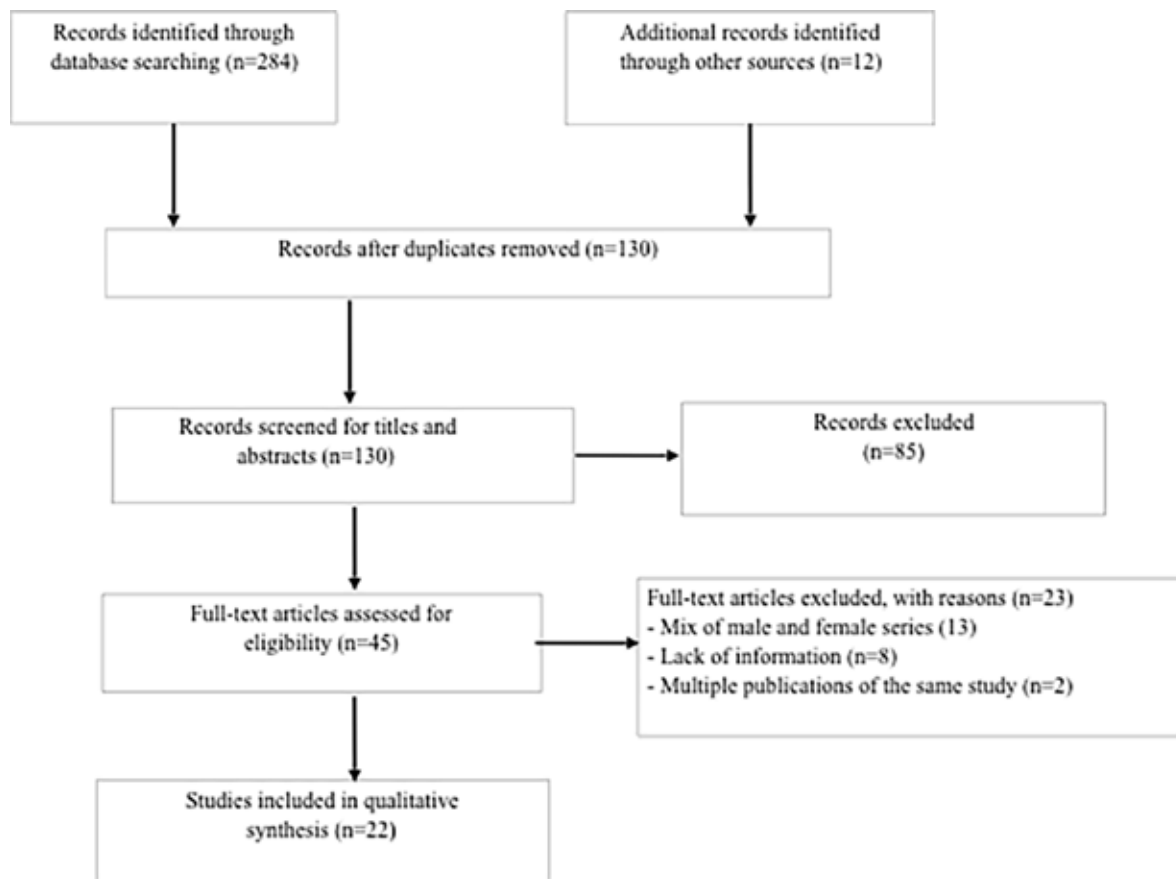 Records identified through
database searching (n=284)
Additional records identified
through other sources (n=12)
Records after duplicates removed (n=130)
Records screened for titles and
abstracts (n=130)
Records excluded
(n=85)
Full-text articles assessed for
eligibility (n=45)
Full-text articles excluded, with reasons (n=23)
- Mix of male and female series (13)
- Lack of information (n=8)
- Multiple publications of the same study (n=2)
Studies included in qualitative
synthesis (n=22)